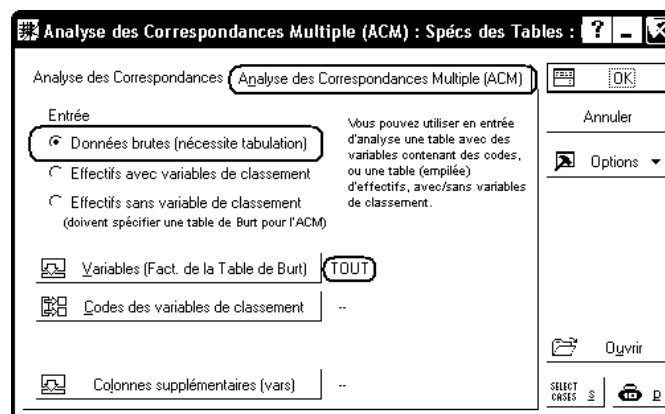 Analyse des Correspondances Multiple (ACM) : Spécs des Tables :
Analyse des Correspondances
Analyse des Correspondances Multiple (ACM)
OK
Annuler
Options
Entrée
Données brutes (nécessite tabulation)
Effectifs avec variables de classement
Effectifs sans variable de classement
(doivent spécifier une table de Burt pour l'ACM)
Vous pouvez utiliser en entrée
d'analyse une table avec des
variables contenant des codes,
ou une table (empilée)
d'effectifs, avec/sans variables
de classement.
Variables (Fact. de la Table de Burt)
TOUT
Codes des variables de classement
--
Colonnes supplémentaires (vars)
--
Ouvrir
SELECT
CASES
S
D